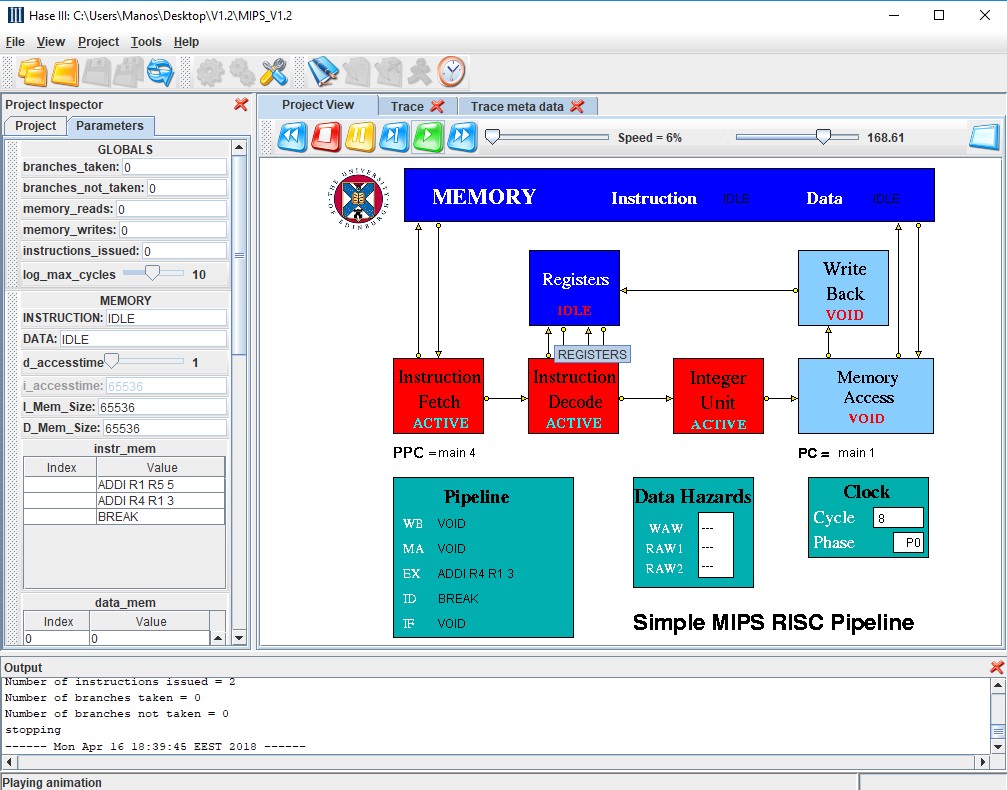 Hase III: C:\Users\Manos\Desktop\V1.2\MIPS_V1.2
File View Project Tools Help
Project Inspector
Project Parameters
GLOBALS
branches_taken: 0
branches_not_taken: 0
memory_reads: 0
memory_writes: 0
instructions_issued: 0
log_max_cycles 10
MEMORY
INSTRUCTION: IDLE
DATA: IDLE
d_accesstime 1
i_accesstime: 65536
I_Mem_Size: 65536
D_Mem_Size: 65536
instr_mem
Index Value
ADDI R1 R5 5
ADDI R4 R1 3
BREAK
data_mem
Index Value
0 0
Project View Trace Trace meta data
Speed = 6% 168.61
THE UNIVERSITY OF EDINBURGH
MEMORY Instruction IDLE Data IDLE
Registers
IDLE
Write
Back
VOID
REGISTERS
Instruction
Fetch
ACTIVE
Instruction
Decode
ACTIVE
Integer
Unit
ACTIVE
Memory
Access
VOID
PPC = main 4
PC = main 1
Pipeline
WB VOID
MA VOID
EX ADDI R4 R1 3
ID BREAK
IF VOID
Data Hazards
WAW ---
RAW1 ---
RAW2 ---
Clock
Cycle 8
Phase P0
Simple MIPS RISC Pipeline
Output
Number of instructions issued = 2
Number of branches taken = 0
Number of branches not taken = 0
stopping
------ Mon Apr 16 18:39:45 EEST 2018 ------
Playing animation